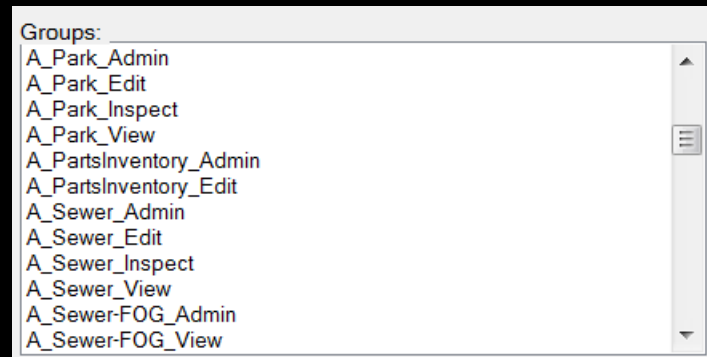 Groups:
A_Park_Admin
A_Park_Edit
A_Park_Inspect
A_Park_View
A_PartsInventory_Admin
A_PartsInventory_Edit
A_Sewer_Admin
A_Sewer_Edit
A_Sewer_Inspect
A_Sewer_View
A_Sewer-FOG_Admin
A_Sewer-FOG_View